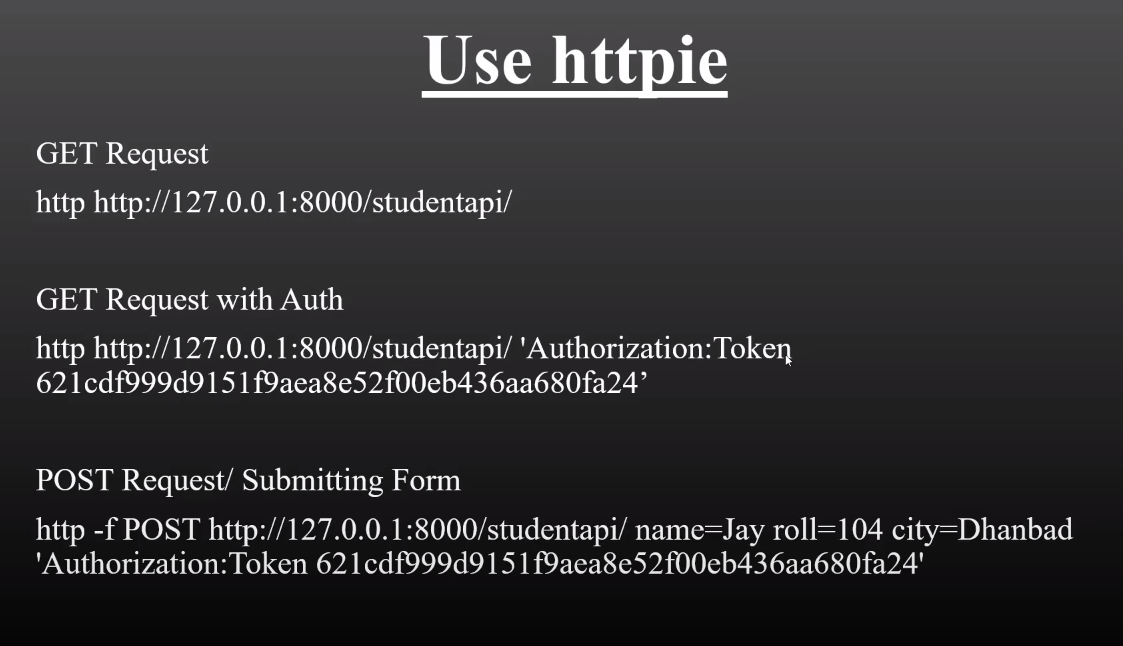 Use httpie
GET Request
http http://127.0.0.1:8000/studentapi/
GET Request with Auth
http http://127.0.0.1:8000/studentapi/ 'Authorization:Token
621cdf999d9151f9aea8e52f00eb436aa680fa24’
POST Request/ Submitting Form
http -f POST http://127.0.0.1:8000/studentapi/ name=Jay roll=104 city=Dhanbad
'Authorization:Token 621cdf999d9151f9aea8e52f00eb436aa680fa24'